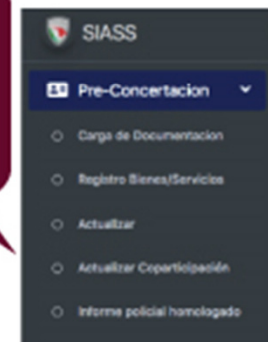 SIASS
Pre-Concertacion
Carga de Documentacion
Registro Bienes/Servicios
Actualizar
Actualizar Coparticipación
Informe policial homologado